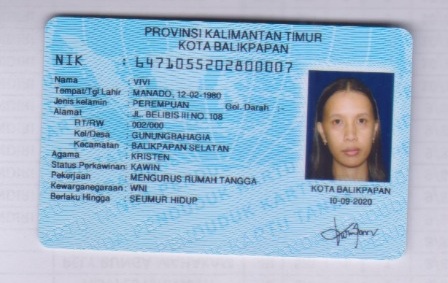 PROVINSI KALIMANTAN TIMUR
KOTA BALIKPAPAN
NIK : 6471055202800007
Nama : VIVI
Tempat/Tgl Lahir : MANADO, 12-02-1980
Jenis kelamin : PEREMPUAN Gol. Darah :
Alamat : JL. BELIBIS III NO. 108
RT/RW : 002/000
Kel/Desa : GUNUNGBAHAGIA
Kecamatan : BALIKPAPAN SELATAN
Agama : KRISTEN
Status Perkawinan: KAWIN
Pekerjaan : MENGURUS RUMAH TANGGA
Kewarganegaraan: WNI
Berlaku Hingga : SEUMUR HIDUP
KOTA BALIKPAPAN
10-09-2020